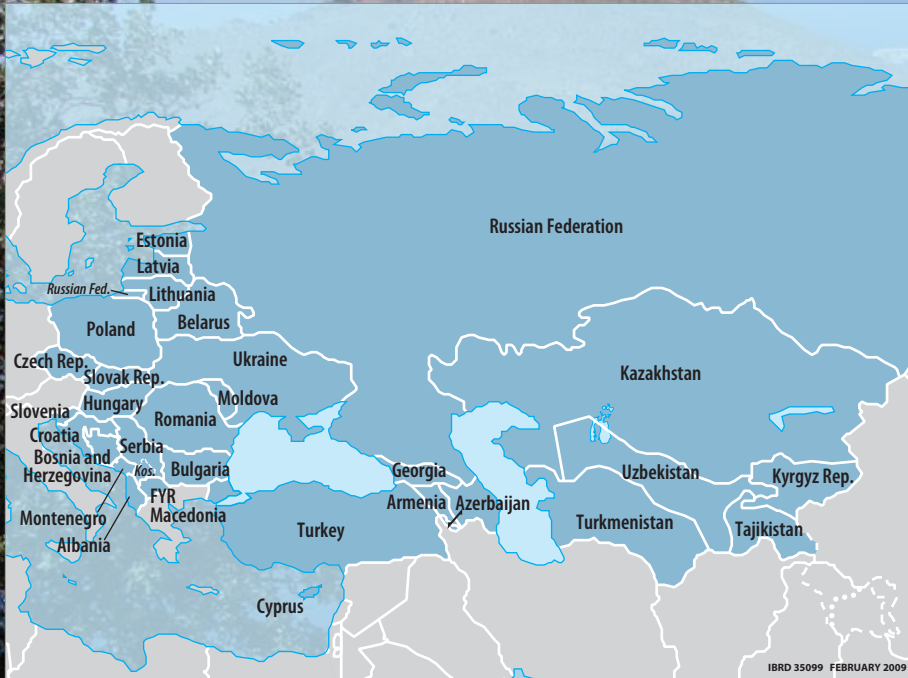 Russian Federation
Estonia
Latvia
Russian Fed.
Lithuania
Belarus
Poland
Ukraine
Czech Rep.
Slovak Rep.
Kazakhstan
Hungary
Moldova
Slovenia
Romania
Croatia
Serbia
Bosnia and
Herzegovina
Kos.
Bulgaria
Georgia
Uzbekistan
Kyrgyz Rep.
FYR
Macedonia
Armenia
Azerbaijan
Montenegro
Albania
Turkey
Turkmenistan
Tajikistan
Cyprus
IBRD 35099 FEBRUARY 2009